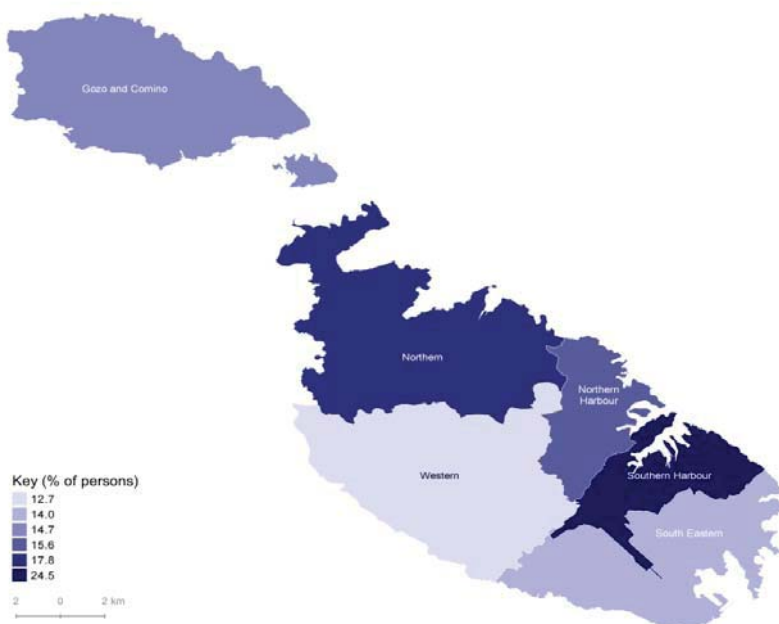 Gozo and Comino
Northern
Northern
Harbour
Western
Southern Harbour
South Eastern
Key (% of persons)
12.7
14.0
14.7
15.6
17.8
24.5
2 0 2 km